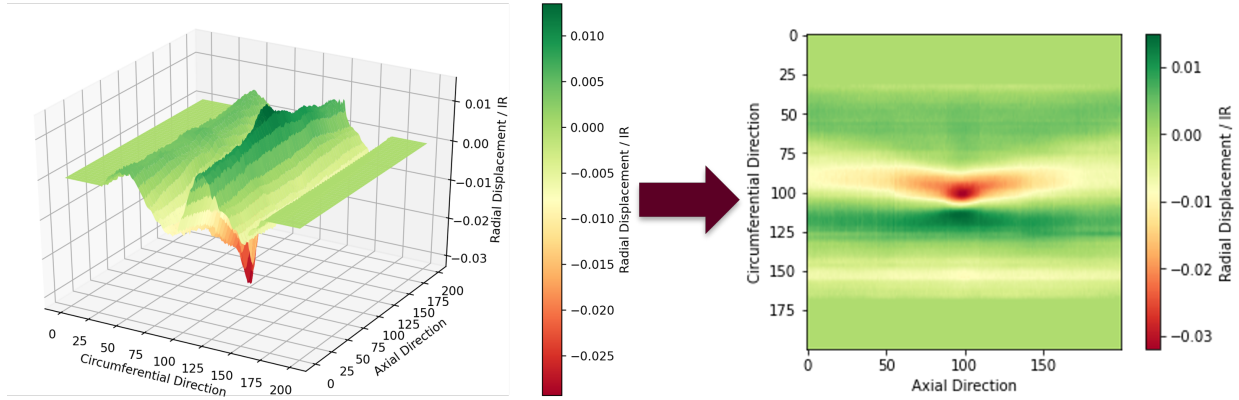 0.01
0.00
−0.01
−0.02
−0.03
Radial Displacement / IR
0 25 50 75 100 125 150 175 200
Circumferential Direction
0 25 50 75 100 125 150 175 200
Axial Direction
0.010
0.005
0.000
−0.005
−0.010
−0.015
−0.020
−0.025
Radial Displacement / IR
0
25
50
75
100
125
150
175
Circumferential Direction
0 50 100 150
Axial Direction
0.01
0.00
−0.01
−0.02
−0.03
Radial Displacement / IR